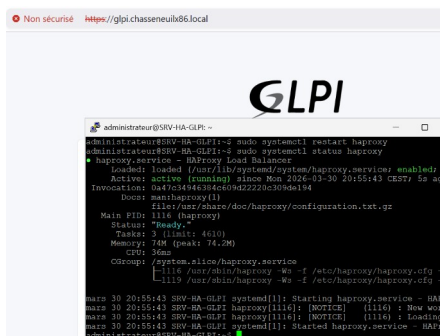 Non sécurisé https://glpi.chasseneuilx86.local
GLPI
administrateur@SRV-HA-GLPI: ~
administrateur@SRV-HA-GLPI:~$ sudo systemctl restart haproxy
administrateur@SRV-HA-GLPI:~$ sudo systemctl status haproxy
● haproxy.service - HAProxy Load Balancer
Loaded: loaded (/usr/lib/systemd/system/haproxy.service; enabled;
Active: active (running) since Mon 2026-03-30 20:55:43 CEST; 5s a
Invocation: 0a47c34946384c609d22220c309de194
Docs: man:haproxy(1)
file:/usr/share/doc/haproxy/configuration.txt.gz
Main PID: 1116 (haproxy)
Status: "Ready."
Tasks: 3 (limit: 4610)
Memory: 74M (peak: 74.2M)
CPU: 36ms
CGroup: /system.slice/haproxy.service
├─1116 /usr/sbin/haproxy -Ws -f /etc/haproxy/haproxy.cfg
└─1119 /usr/sbin/haproxy -Ws -f /etc/haproxy/haproxy.cfg
mars 30 20:55:43 SRV-HA-GLPI systemd[1]: Starting haproxy.service - HA
mars 30 20:55:43 SRV-HA-GLPI haproxy[1116]: [NOTICE] (1116) : New wo
mars 30 20:55:43 SRV-HA-GLPI haproxy[1116]: [NOTICE] (1116) : Loading
mars 30 20:55:43 SRV-HA-GLPI systemd[1]: Started haproxy.service - HAP
administrateur@SRV-HA-GLPI:~$